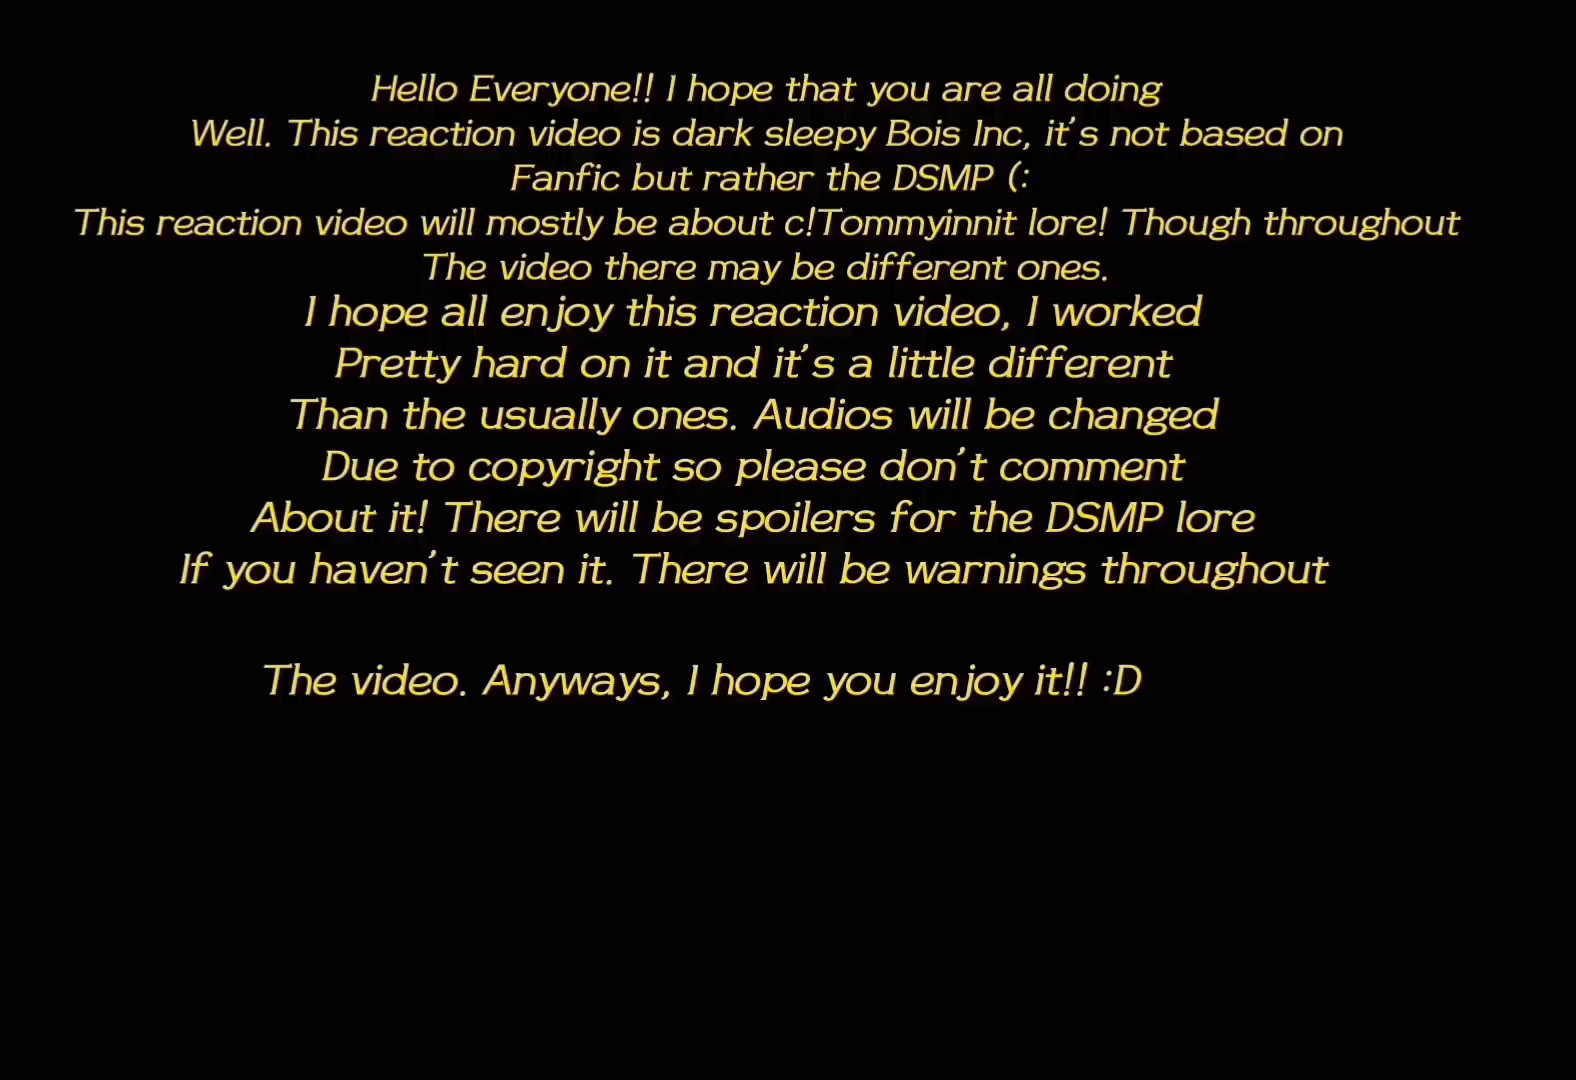 Hello Everyone!! I hope that you are all doing
Well. This reaction video is dark sleepy Bois Inc, it's not based on
Fanfic but rather the DSMP (:
This reaction video will mostly be about c!Tommyinnit lore! Though throughout
The video there may be different ones.
I hope all enjoy this reaction video, I worked
Pretty hard on it and it's a little different
Than the usually ones. Audios will be changed
Due to copyright so please don't comment
About it! There will be spoilers for the DSMP lore
If you haven't seen it. There will be warnings throughout
The video. Anyways, I hope you enjoy it!! :D